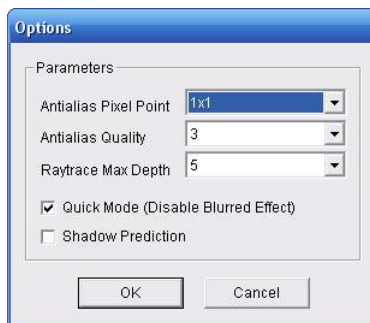 Options
Parameters
Antialias Pixel Point 1x1
Antialias Quality 3
Raytrace Max Depth 5
Quick Mode (Disable Blurred Effect)
Shadow Prediction
OK Cancel